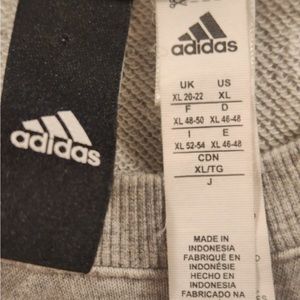 adidas
adidas
UK US
XL 20-22 XL
F D
XL 48-50 XL 46-48
I E
XL 52-54 XL 46-48
CDN
XL/TG
J
MADE IN
INDONESIA
FABRIQUÉ EN
INDONÉSIE
HECHO EN
INDONESIA
FABRICADO NA